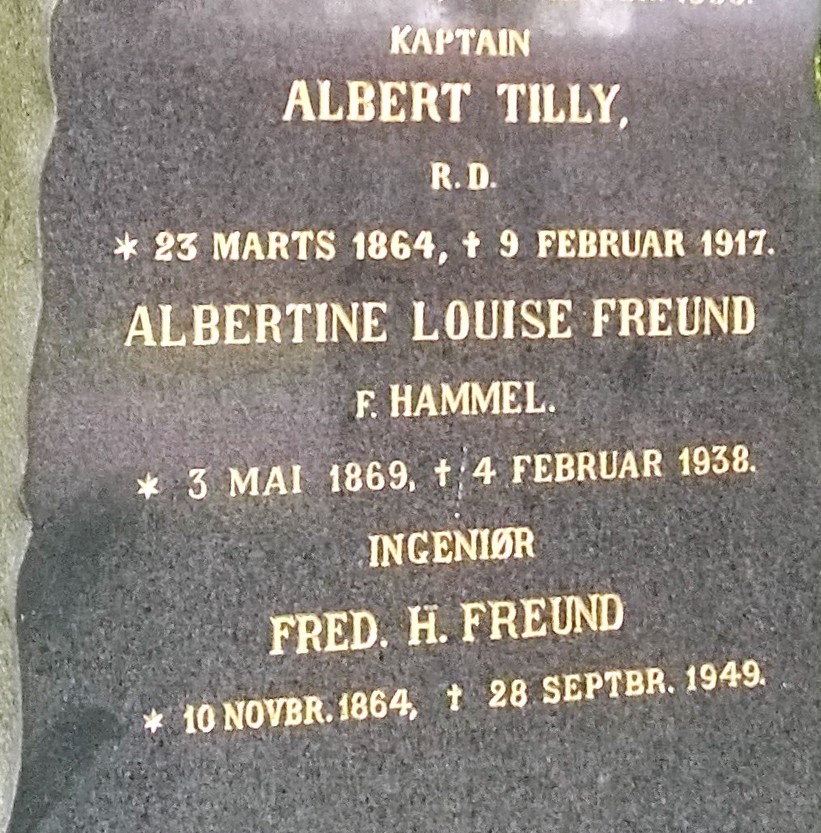 KAPTAIN
ALBERT TILLY,
R.D.
* 23 MARTS 1864, † 9 FEBRUAR 1917.
ALBERTINE LOUISE FREUND
F. HAMMEL.
* 3 MAI 1869, † 4 FEBRUAR 1938.
INGENIØR
FRED. H. FREUND
* 10 NOVBR. 1864, † 28 SEPTBR. 1949.